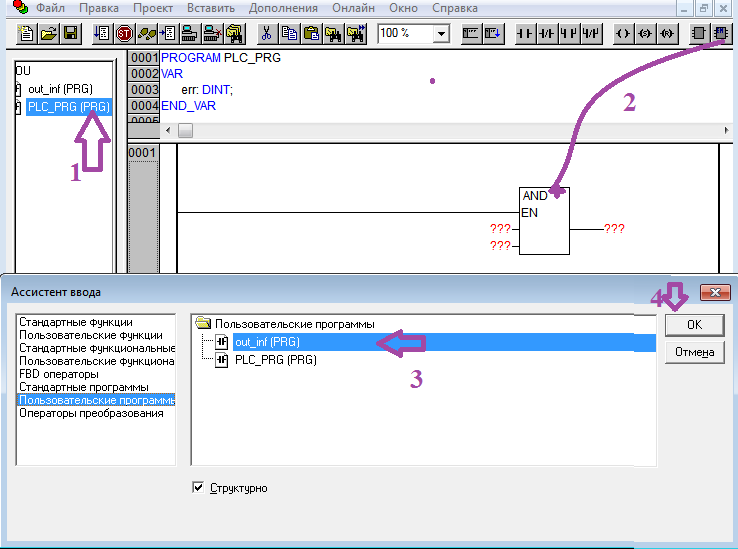 Файл Правка Проект Вставить Дополнения Онлайн Окно Справка
100 %
OU
out_inf (PRG)
PLC_PRG (PRG)
1
0001 PROGRAM PLC_PRG
0002 VAR
0003 err: DINT;
0004 END_VAR
0005
2
0001
AND
EN
??? ???
???
Ассистент ввода
4
Стандартные функции
Пользовательские функции
Стандартные функциональные
Пользовательские функциона
FBD операторы
Стандартные программы
Пользовательские программы
Операторы преобразования
Пользовательские программы
out_inf (PRG)
PLC_PRG (PRG)
3
OK
Отмена
Структурно